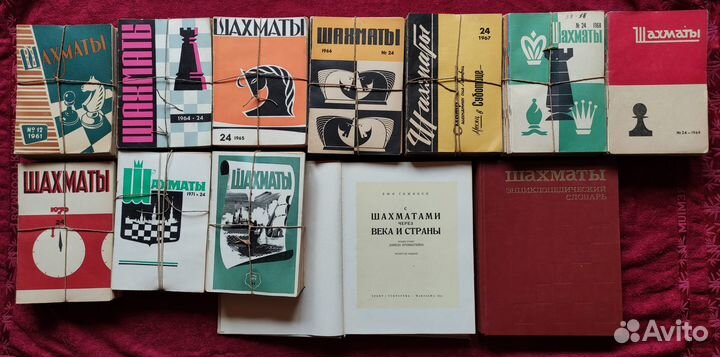 ШАХМАТЫ
№ 12
1961
ШАХМАТЫ
1964-24
ШАХМАТЫ
24 1965
ШАХМАТЫ
1966 № 24
Шахматы
24
1967
№ 24 1968
Шахматы
Шахматы
№ 24-1969
ШАХМАТЫ
1970
24
Шахматы
1971·24
ШАХМАТЫ
С
ШАХМАТАМИ
ЧЕРЕЗ
ВЕКА И СТРАНЫ
ШАХМАТЫ
ЭНЦИКЛОПЕДИЧЕСКИЙ
СЛОВАРЬ
Avito